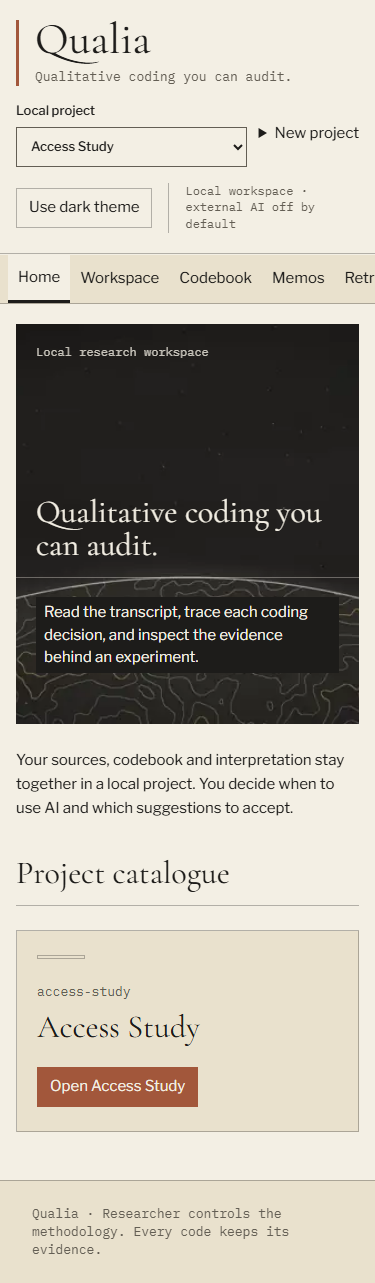 Qualia
Qualitative coding you can audit.
Local project
Access Study
New project
Use dark theme
Local workspace ·
external AI off by
default
Home Workspace Codebook Memos Retr
Local research workspace
Qualitative coding you
can audit.
Read the transcript, trace each coding
decision, and inspect the evidence
behind an experiment.
Your sources, codebook and interpretation stay
together in a local project. You decide when to
use AI and which suggestions to accept.
Project catalogue
access-study
Access Study
Open Access Study
Qualia · Researcher controls the
methodology. Every code keeps its
evidence.